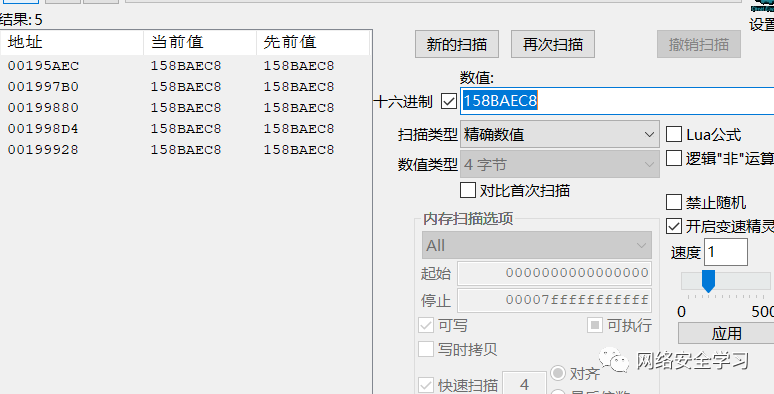 结果: 5
地址 当前值 先前值
00195AEC 158BAEC8 158BAEC8
001997B0 158BAEC8 158BAEC8
00199880 158BAEC8 158BAEC8
001998D4 158BAEC8 158BAEC8
00199928 158BAEC8 158BAEC8
设置
新的扫描 再次扫描 撤销扫描
数值:
十六进制 158BAEC8
扫描类型 精确数值
数值类型 4 字节
对比首次扫描
Lua公式
逻辑"非"运算
禁止随机
开启变速精灵
速度 1
0 500
应用
内存扫描选项
All
起始 0000000000000000
停止 00007fffffffffff
可写 可执行
写时拷贝
快速扫描 4 对齐
最后位数
网络安全学习